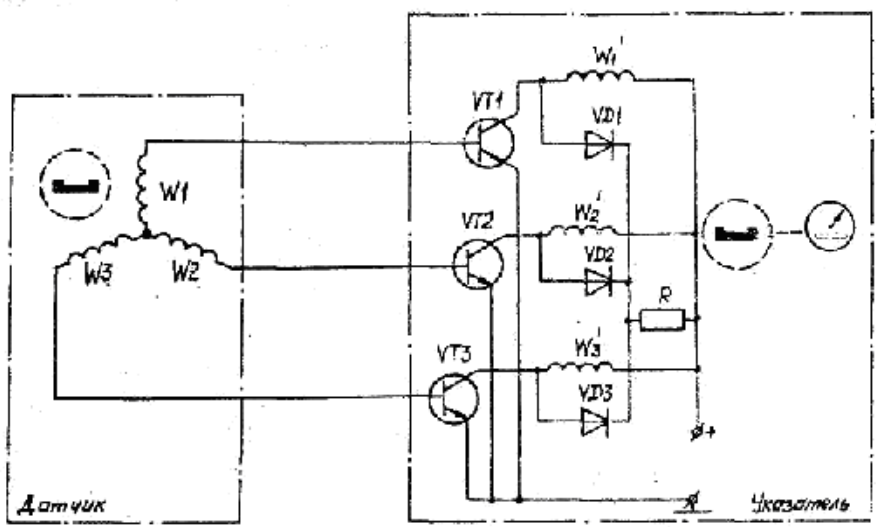 W1'
VT1
VD1
W1
W2'
VT2
VD2
W3
W2
R
W3'
VT3
VD3
+
Датчик
Указатель